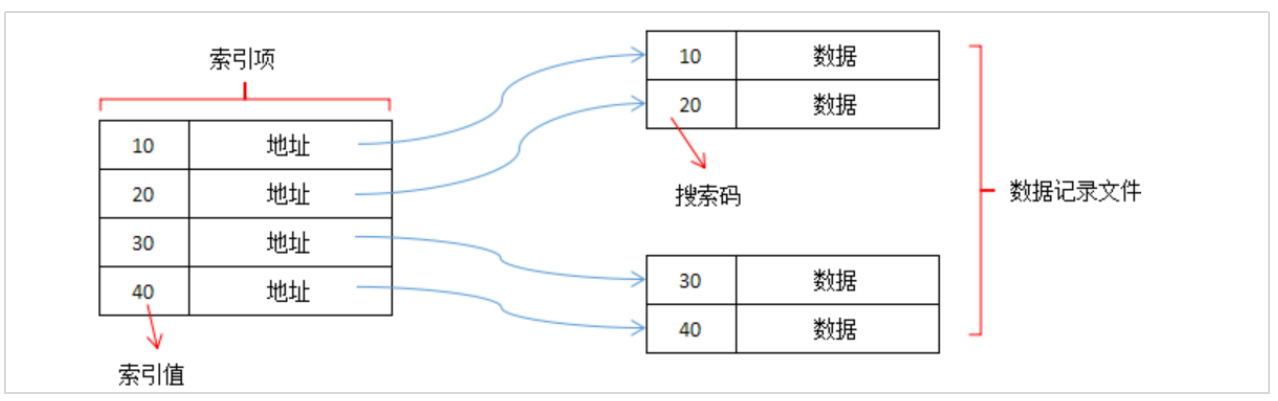 索引项
10 地址
20 地址
30 地址
40 地址
索引值
10 数据
20 数据
搜索码
30 数据
40 数据
数据记录文件